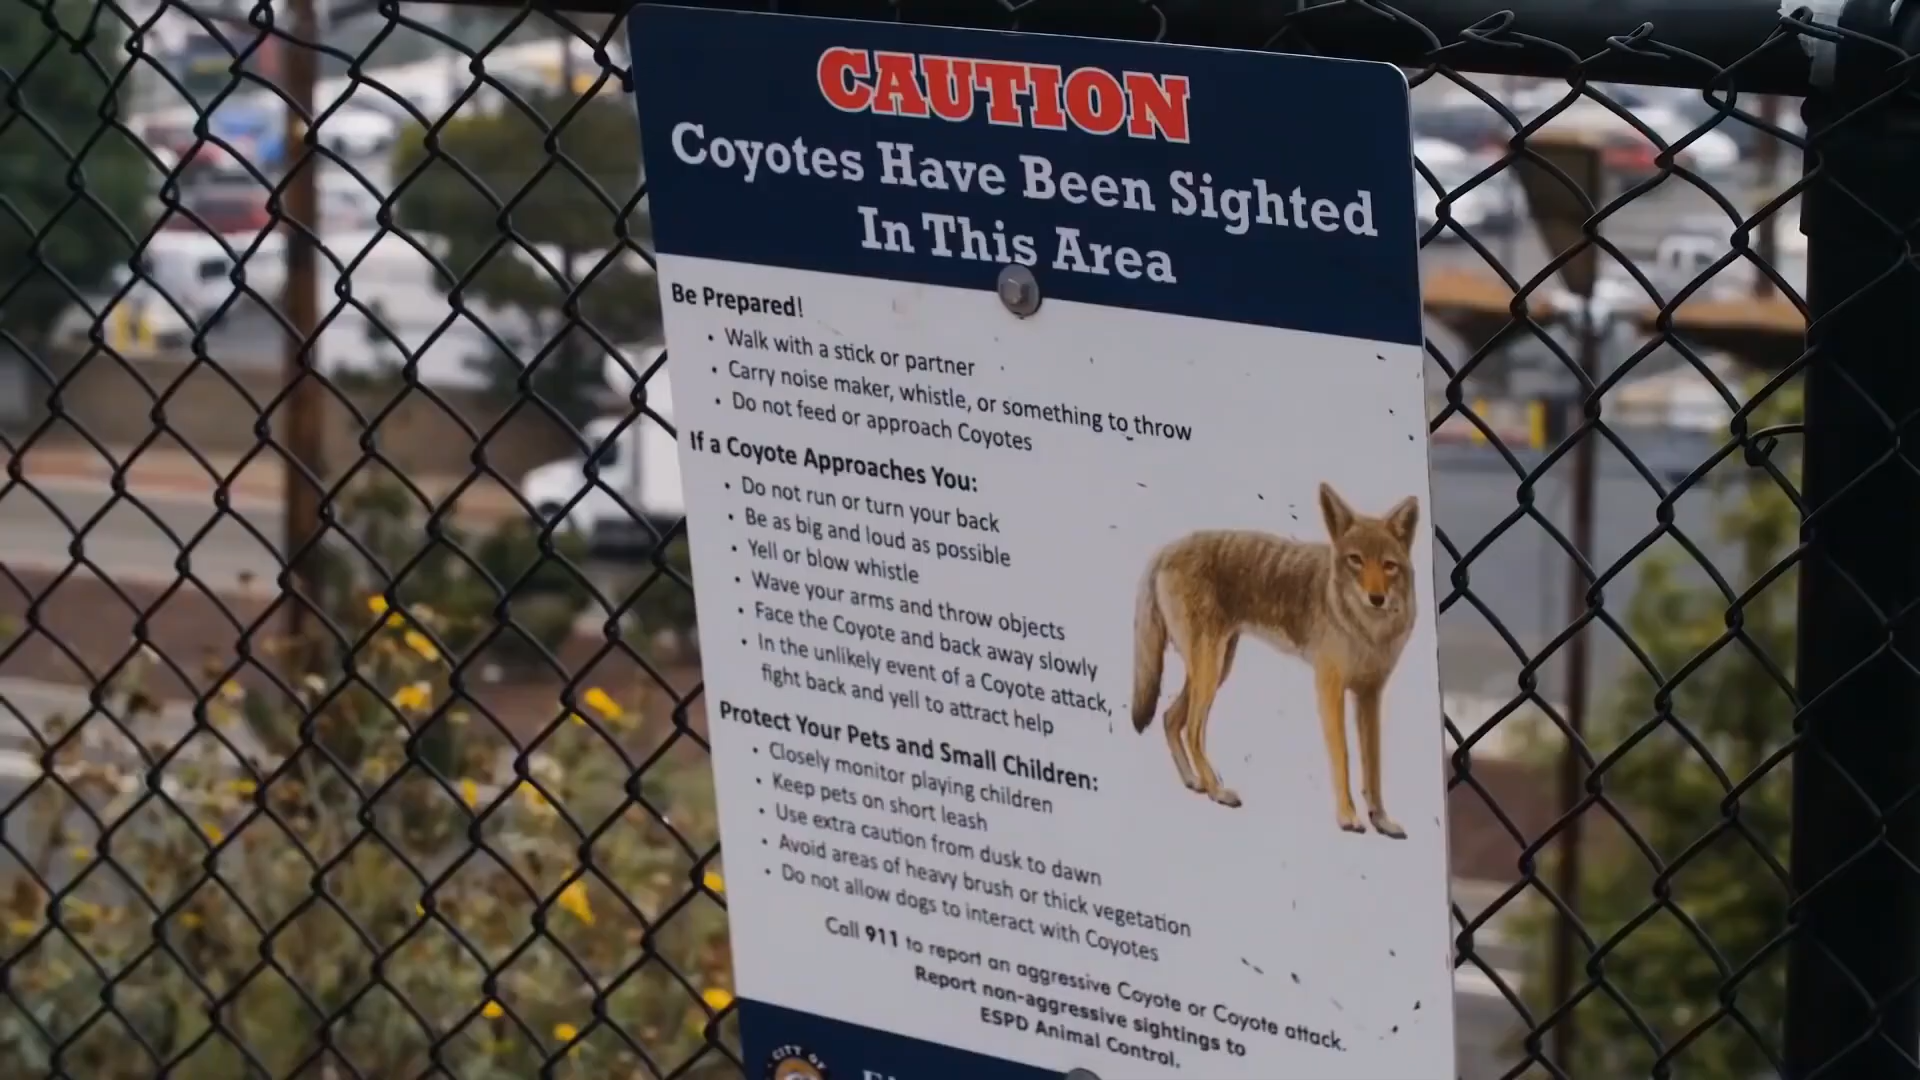 CAUTION
Coyotes Have Been Sighted
In This Area
Be Prepared!
• Walk with a stick or partner
• Carry noise maker, whistle, or something to throw
• Do not feed or approach Coyotes
If a Coyote Approaches You:
• Do not run or turn your back
• Be as big and loud as possible
• Yell or blow whistle
• Wave your arms and throw objects
• Face the Coyote and back away slowly
• In the unlikely event of a Coyote attack,
fight back and yell to attract help
Protect Your Pets and Small Children:
• Closely monitor playing children
• Keep pets on short leash
• Use extra caution from dusk to dawn
• Avoid areas of heavy brush or thick vegetation
• Do not allow dogs to interact with Coyotes
Call 911 to report an aggressive Coyote or Coyote attack.
Report non-aggressive sightings to
ESPD Animal Control.
CITY OF